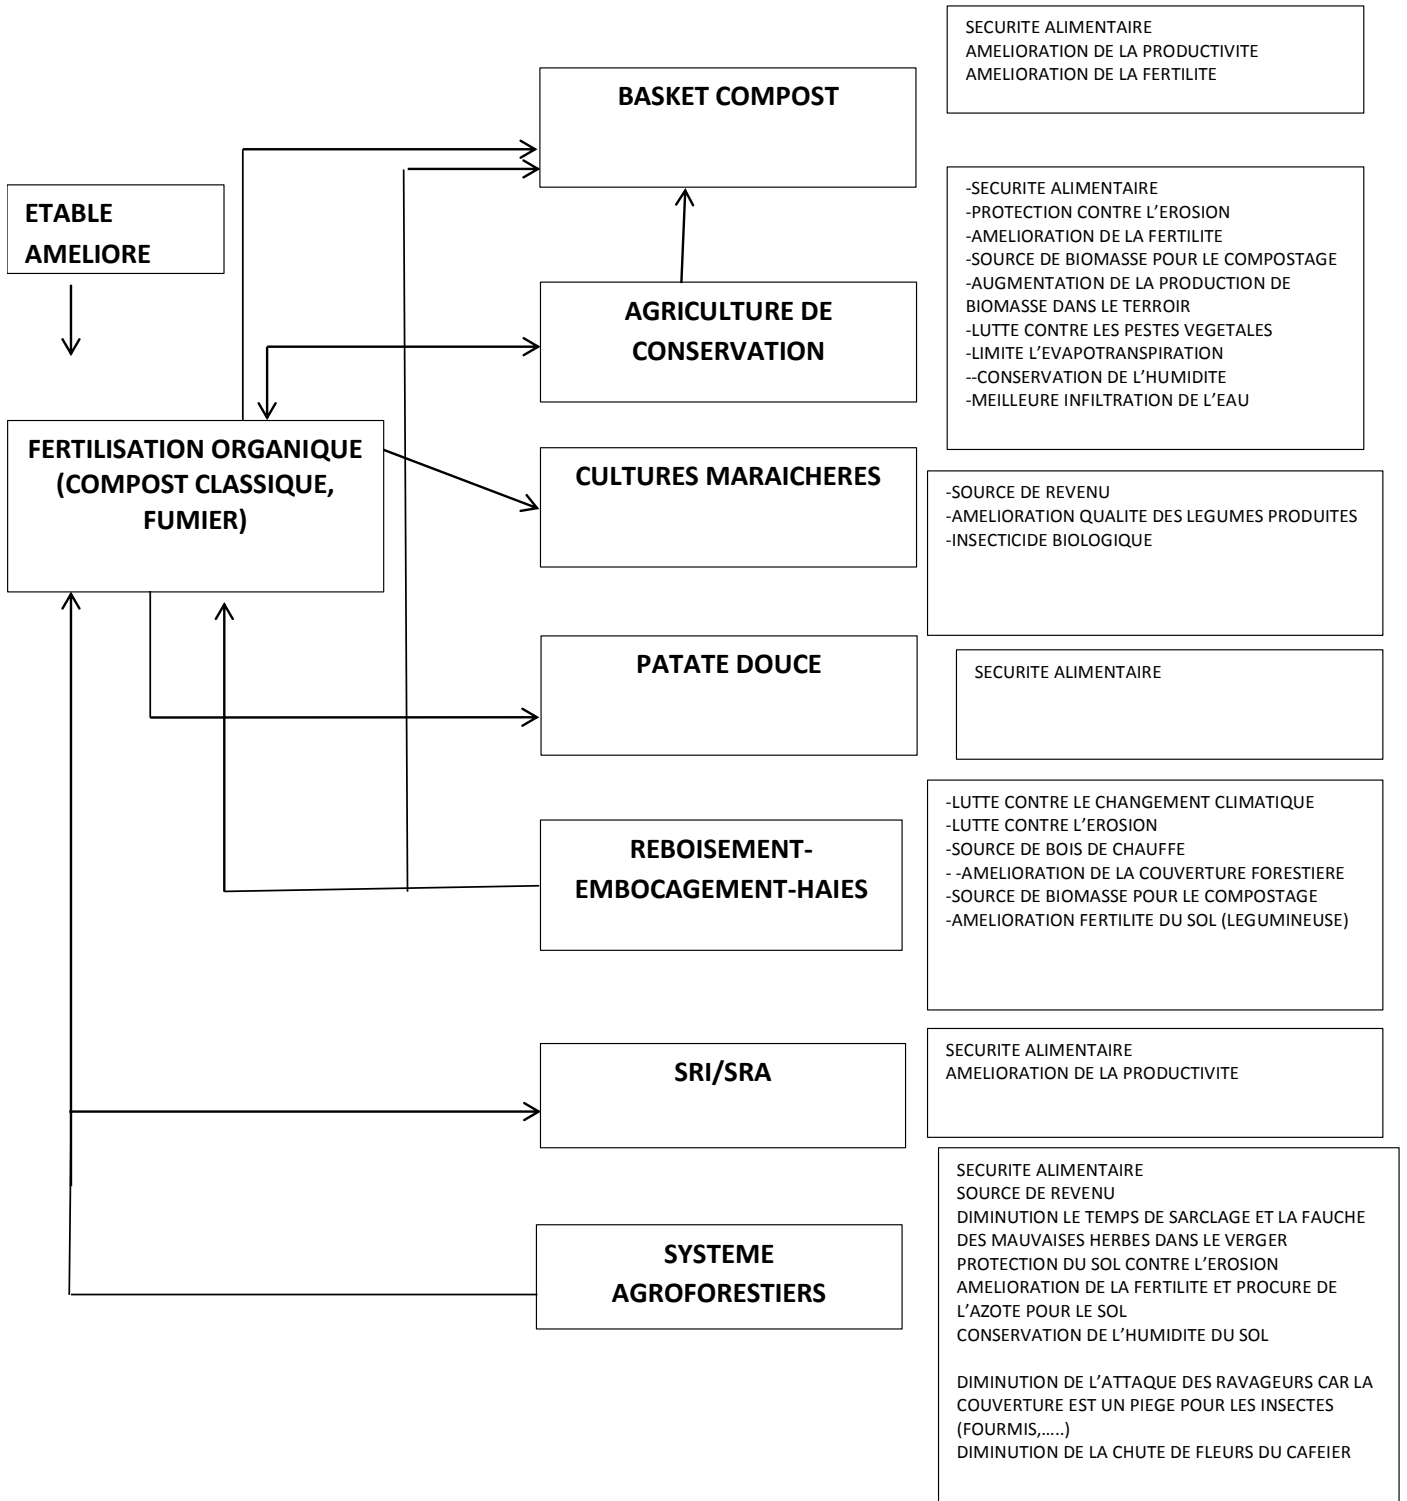 SECURITE ALIMENTAIRE
AMELIORATION DE LA PRODUCTIVITE
AMELIORATION DE LA FERTILITE
BASKET COMPOST
ETABLE
AMELIORE
-SECURITE ALIMENTAIRE
-PROTECTION CONTRE L’EROSION
-AMELIORATION DE LA FERTILITE
-SOURCE DE BIOMASSE POUR LE COMPOSTAGE
-AUGMENTATION DE LA PRODUCTION DE
BIOMASSE DANS LE TERROIR
-LUTTE CONTRE LES PESTES VEGETALES
-LIMITE L’EVAPOTRANSPIRATION
--CONSERVATION DE L’HUMIDITE
-MEILLEURE INFILTRATION DE L’EAU
AGRICULTURE DE
CONSERVATION
FERTILISATION ORGANIQUE
(COMPOST CLASSIQUE,
FUMIER)
CULTURES MARAICHERES
-SOURCE DE REVENU
-AMELIORATION QUALITE DES LEGUMES PRODUITES
-INSECTICIDE BIOLOGIQUE
PATATE DOUCE
SECURITE ALIMENTAIRE
REBOISEMENT-
EMBOCAGEMENT-HAIES
-LUTTE CONTRE LE CHANGEMENT CLIMATIQUE
-LUTTE CONTRE L’EROSION
-SOURCE DE BOIS DE CHAUFFE
- -AMELIORATION DE LA COUVERTURE FORESTIERE
-SOURCE DE BIOMASSE POUR LE COMPOSTAGE
-AMELIORATION FERTILITE DU SOL (LEGUMINEUSE)
SRI/SRA
SECURITE ALIMENTAIRE
AMELIORATION DE LA PRODUCTIVITE
SYSTEME
AGROFORESTIERS
SECURITE ALIMENTAIRE
SOURCE DE REVENU
DIMINUTION LE TEMPS DE SARCLAGE ET LA FAUCHE
DES MAUVAISES HERBES DANS LE VERGER
PROTECTION DU SOL CONTRE L’EROSION
AMELIORATION DE LA FERTILITE ET PROCURE DE
L’AZOTE POUR LE SOL
CONSERVATION DE L’HUMIDITE DU SOL
DIMINUTION DE L’ATTAQUE DES RAVAGEURS CAR LA
COUVERTURE EST UN PIEGE POUR LES INSECTES
(FOURMIS,…..)
DIMINUTION DE LA CHUTE DE FLEURS DU CAFEIER